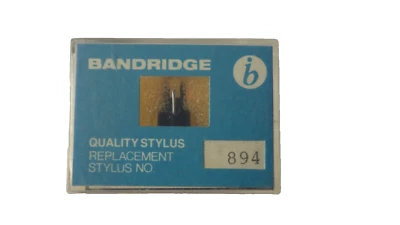 BANDRIDGE b
QUALITY STYLUS
REPLACEMENT
STYLUS NO. 894